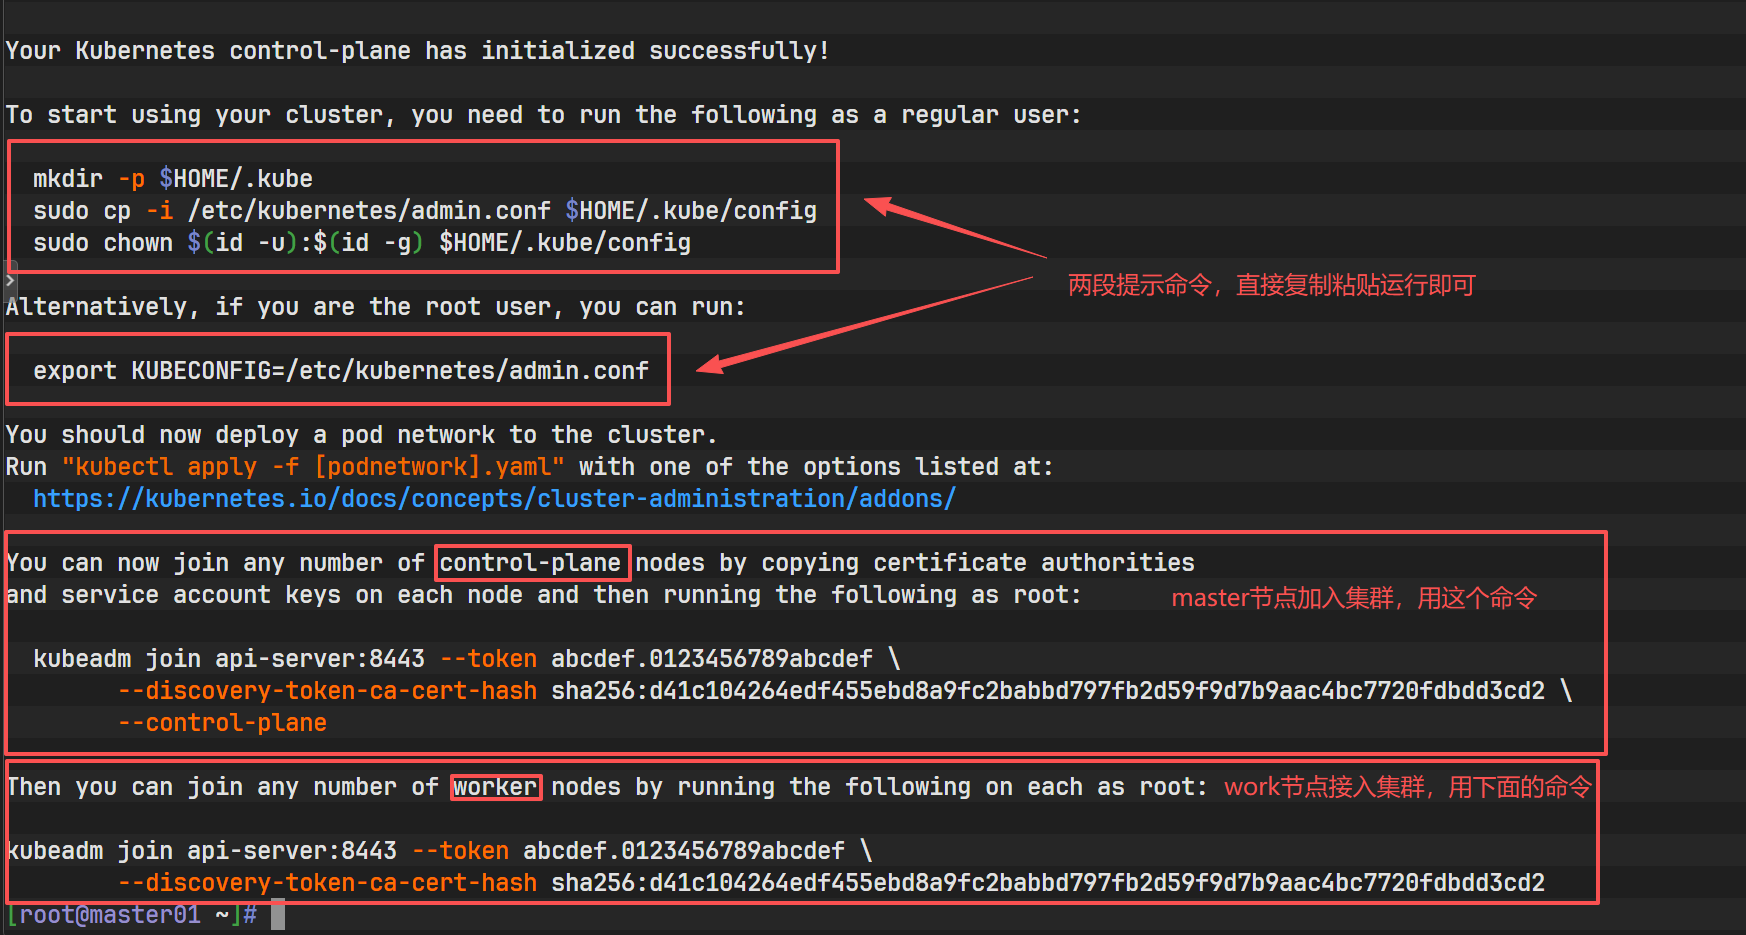 Your Kubernetes control-plane has initialized successfully!
To start using your cluster, you need to run the following as a regular user:
mkdir -p $HOME/.kube
sudo cp -i /etc/kubernetes/admin.conf $HOME/.kube/config
sudo chown $(id -u):$(id -g) $HOME/.kube/config
两段提示命令，直接复制粘贴运行即可
Alternatively, if you are the root user, you can run:
export KUBECONFIG=/etc/kubernetes/admin.conf
You should now deploy a pod network to the cluster.
Run "kubectl apply -f [podnetwork].yaml" with one of the options listed at:
https://kubernetes.io/docs/concepts/cluster-administration/addons/
You can now join any number of control-plane nodes by copying certificate authorities
and service account keys on each node and then running the following as root:
master节点加入集群，用这个命令
kubeadm join api-server:8443 --token abcdef.0123456789abcdef \
--discovery-token-ca-cert-hash sha256:d41c104264edf455ebd8a9fc2babbd797fb2d59f9d7b9aac4bc7720fdbdd3cd2 \
--control-plane
Then you can join any number of worker nodes by running the following on each as root:
work节点接入集群，用下面的命令
kubeadm join api-server:8443 --token abcdef.0123456789abcdef \
--discovery-token-ca-cert-hash sha256:d41c104264edf455ebd8a9fc2babbd797fb2d59f9d7b9aac4bc7720fdbdd3cd2
[root@master01 ~]#